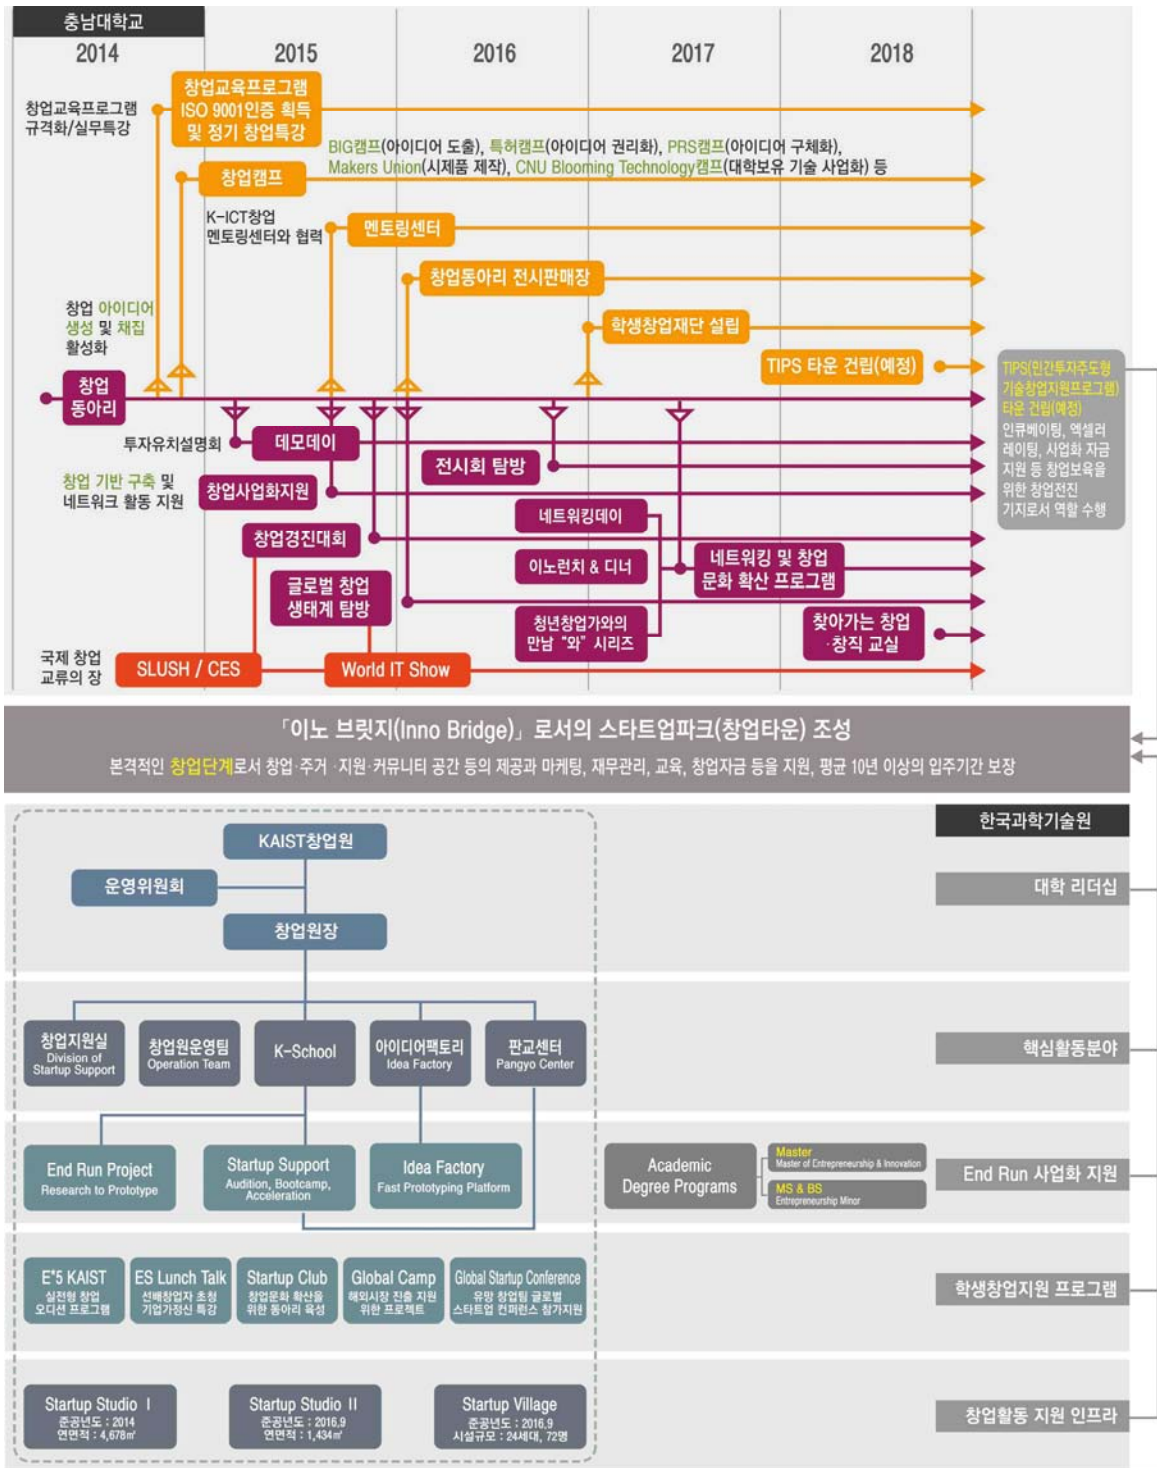 충남대학교
2014
2015
2016
2017
2018
창업교육프로그램
규격화/실무특강
창업교육프로그램
ISO 9001인증 획득
및 정기 창업특강
BIG캠프(아이디어 도출), 특허캠프(아이디어 권리화), PRS캠프(아이디어 구체화),
Makers Union(시제품 제작), CNU Blooming Technology캠프(대학보유 기술 사업화) 등
창업캠프
K-ICT창업
멘토링센터와 협력
멘토링센터
창업동아리 전시판매장
창업 아이디어
생성 및 채집
활성화
학생창업재단 설립
TIPS 타운 건립(예정)
TIPS(민간투자주도형
기술창업지원프로그램)
타운 건립(예정)
인큐베이팅, 엑셀러
레이팅, 사업화 자금
지원 등 창업보육을
위한 창업전진
기지로서 역할 수행
창업
동아리
투자유치설명회
데모데이
전시회 탐방
창업 기반 구축 및
네트워크 활동 지원
창업사업화지원
네트워킹데이
창업경진대회
이노런치 & 디너
네트워킹 및 창업
문화 확산 프로그램
글로벌 창업
생태계 탐방
청년창업가와의
만남 “와” 시리즈
찾아가는 창업
·창직 교실
국제 창업
교류의 장
SLUSH / CES
World IT Show
「이노 브릿지(Inno Bridge)」로서의 스타트업파크(창업타운) 조성
본격적인 창업단계로서 창업·주거·지원·커뮤니티 공간 등의 제공과 마케팅, 재무관리, 교육, 창업자금 등을 지원, 평균 10년 이상의 입주기간 보장
한국과학기술원
KAIST창업원
운영위원회
대학 리더십
창업원장
창업지원실
Division of
Startup Support
창업원운영팀
Operation Team
K-School
아이디어팩토리
Idea Factory
판교센터
Pangyo Center
핵심활동분야
End Run Project
Research to Prototype
Startup Support
Audition, Bootcamp,
Acceleration
Idea Factory
Fast Prototyping Platform
Academic
Degree Programs
Master
Master of Entrepreneurship & Innovation
MS & BS
Entrepreneurship Minor
End Run 사업화 지원
E*5 KAIST
실전형 창업
오디션 프로그램
ES Lunch Talk
선배창업자 초청
기업가정신 특강
Startup Club
창업문화 확산을
위한 동아리 육성
Global Camp
해외시장 진출 지원
위한 프로젝트
Global Startup Conference
유망 창업팀 글로벌
스타트업 컨퍼런스 참가지원
학생창업지원 프로그램
Startup Studio Ⅰ
준공년도 : 2014
연면적 : 4,678㎡
Startup Studio II
준공년도 : 2016.9
연면적 : 1,434㎡
Startup Village
준공년도 : 2016.9
시설규모 : 24세대, 72명
창업활동 지원 인프라